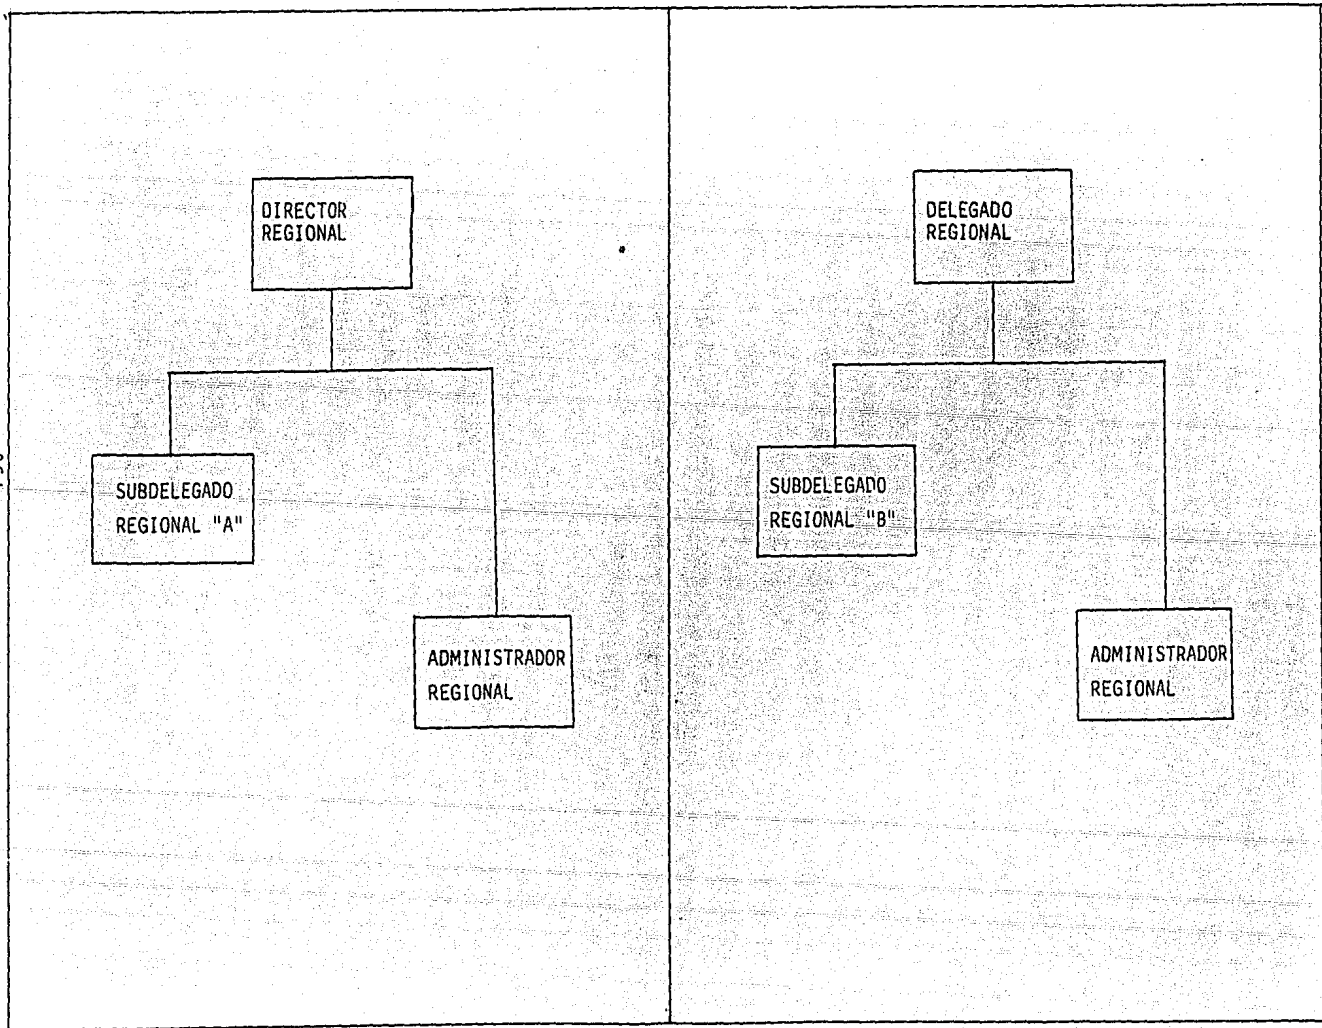 DIRECTOR
REGIONAL
SUBDELEGADO
REGIONAL "A"
ADMINISTRADOR
REGIONAL
DELEGADO
REGIONAL
SUBDELEGADO
REGIONAL "B"
ADMINISTRADOR
REGIONAL